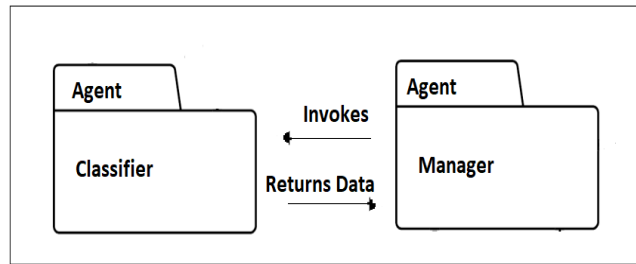 Agent
Classifier
Invokes
Returns Data
Agent
Manager